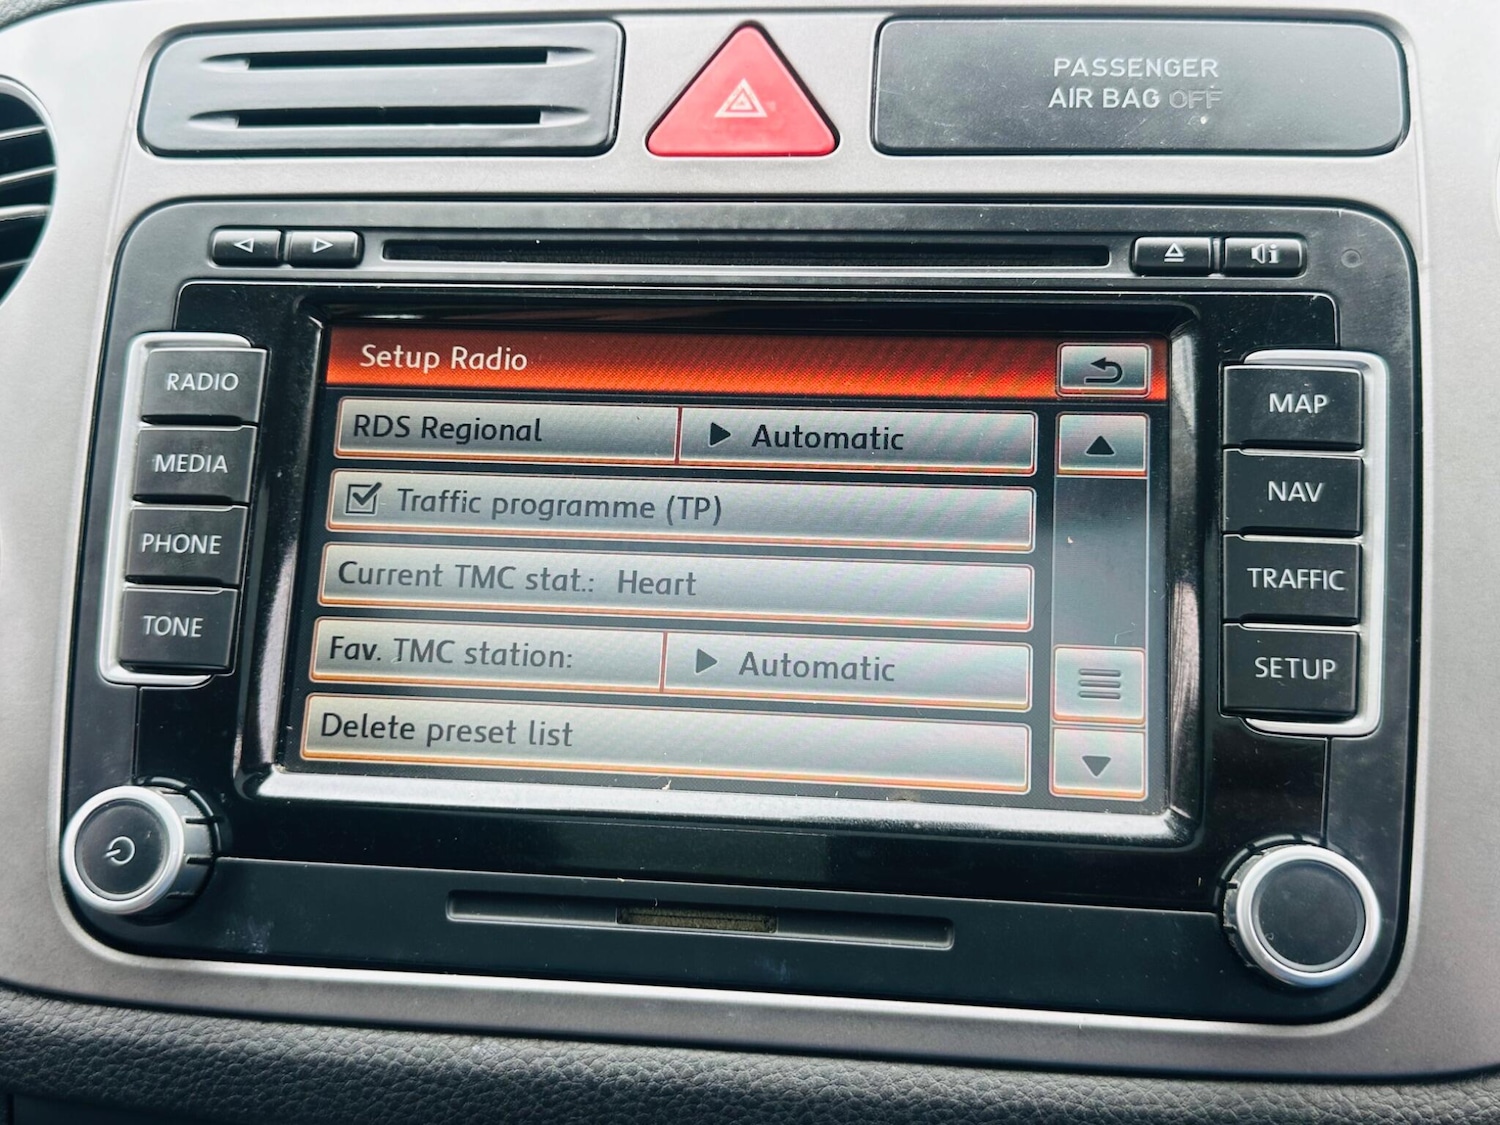 PASSENGER
AIR BAG OFF
Setup Radio
RDS Regional
Automatic
Traffic programme (TP)
Current TMC stat.: Heart
Fav. TMC station:
Automatic
Delete preset list
RADIO
MEDIA
PHONE
TONE
MAP
NAV
TRAFFIC
SETUP